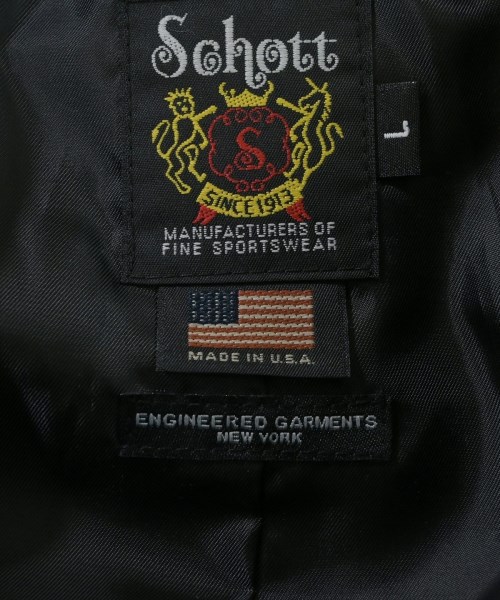 Schott
L
S
SINCE 1913
MANUFACTURERS OF
FINE SPORTSWEAR
MADE IN U.S.A.
ENGINEERED GARMENTS
NEW YORK